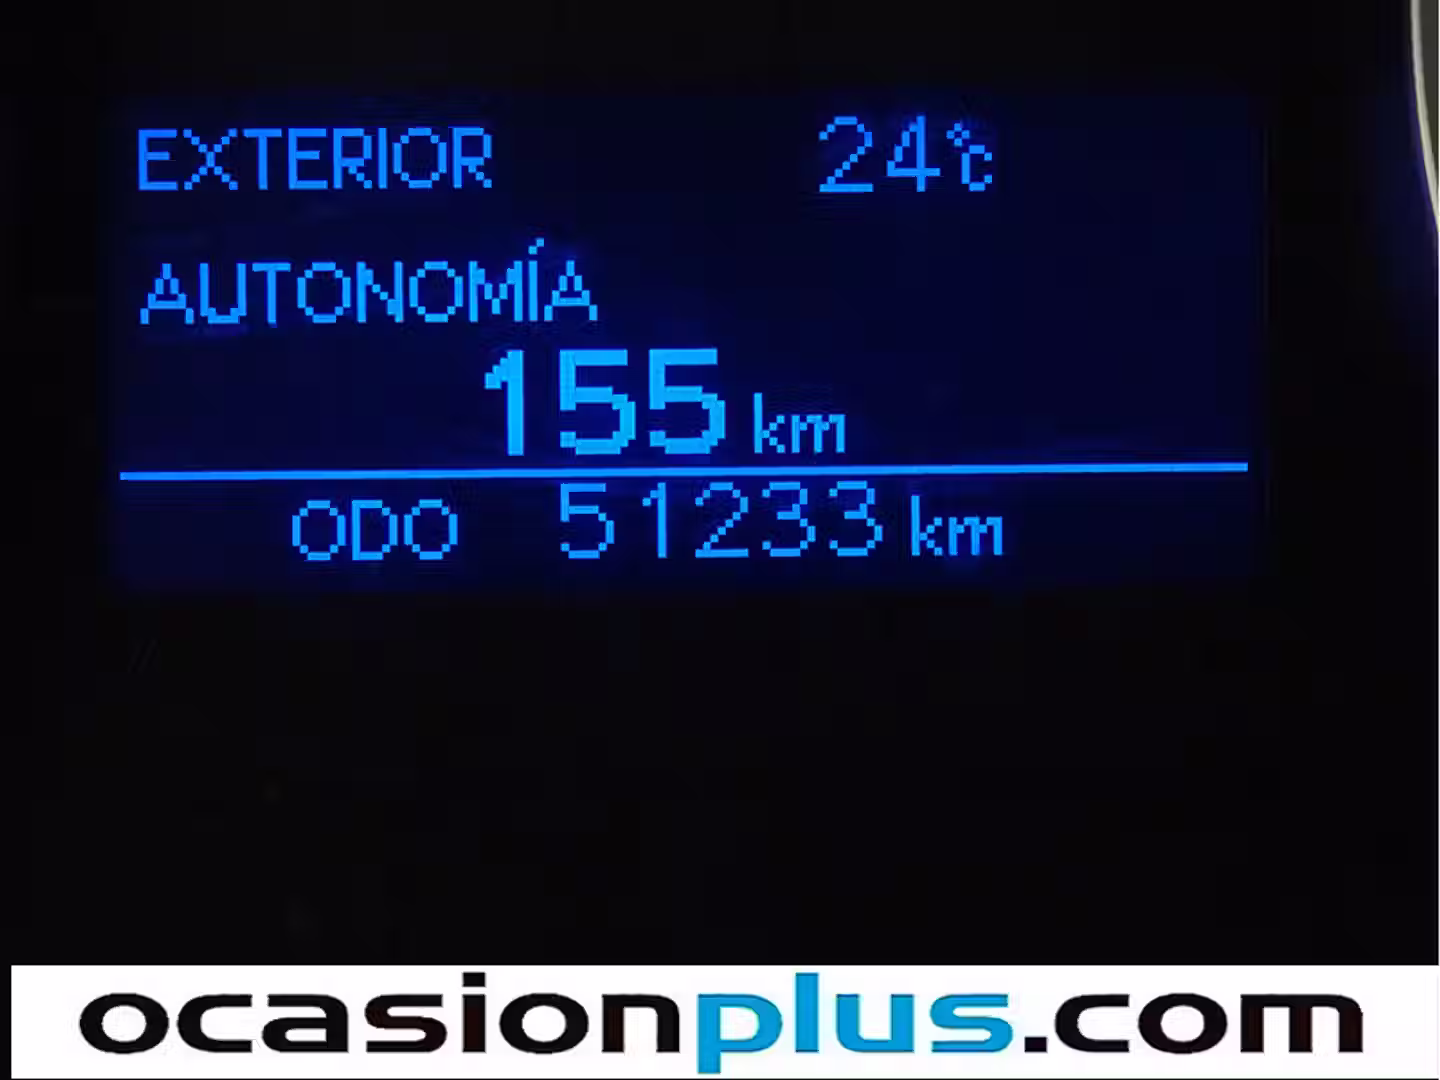 EXTERIOR 24°C
AUTONOMÍA
155 km
ODO 51233 km
ocasionplus.com